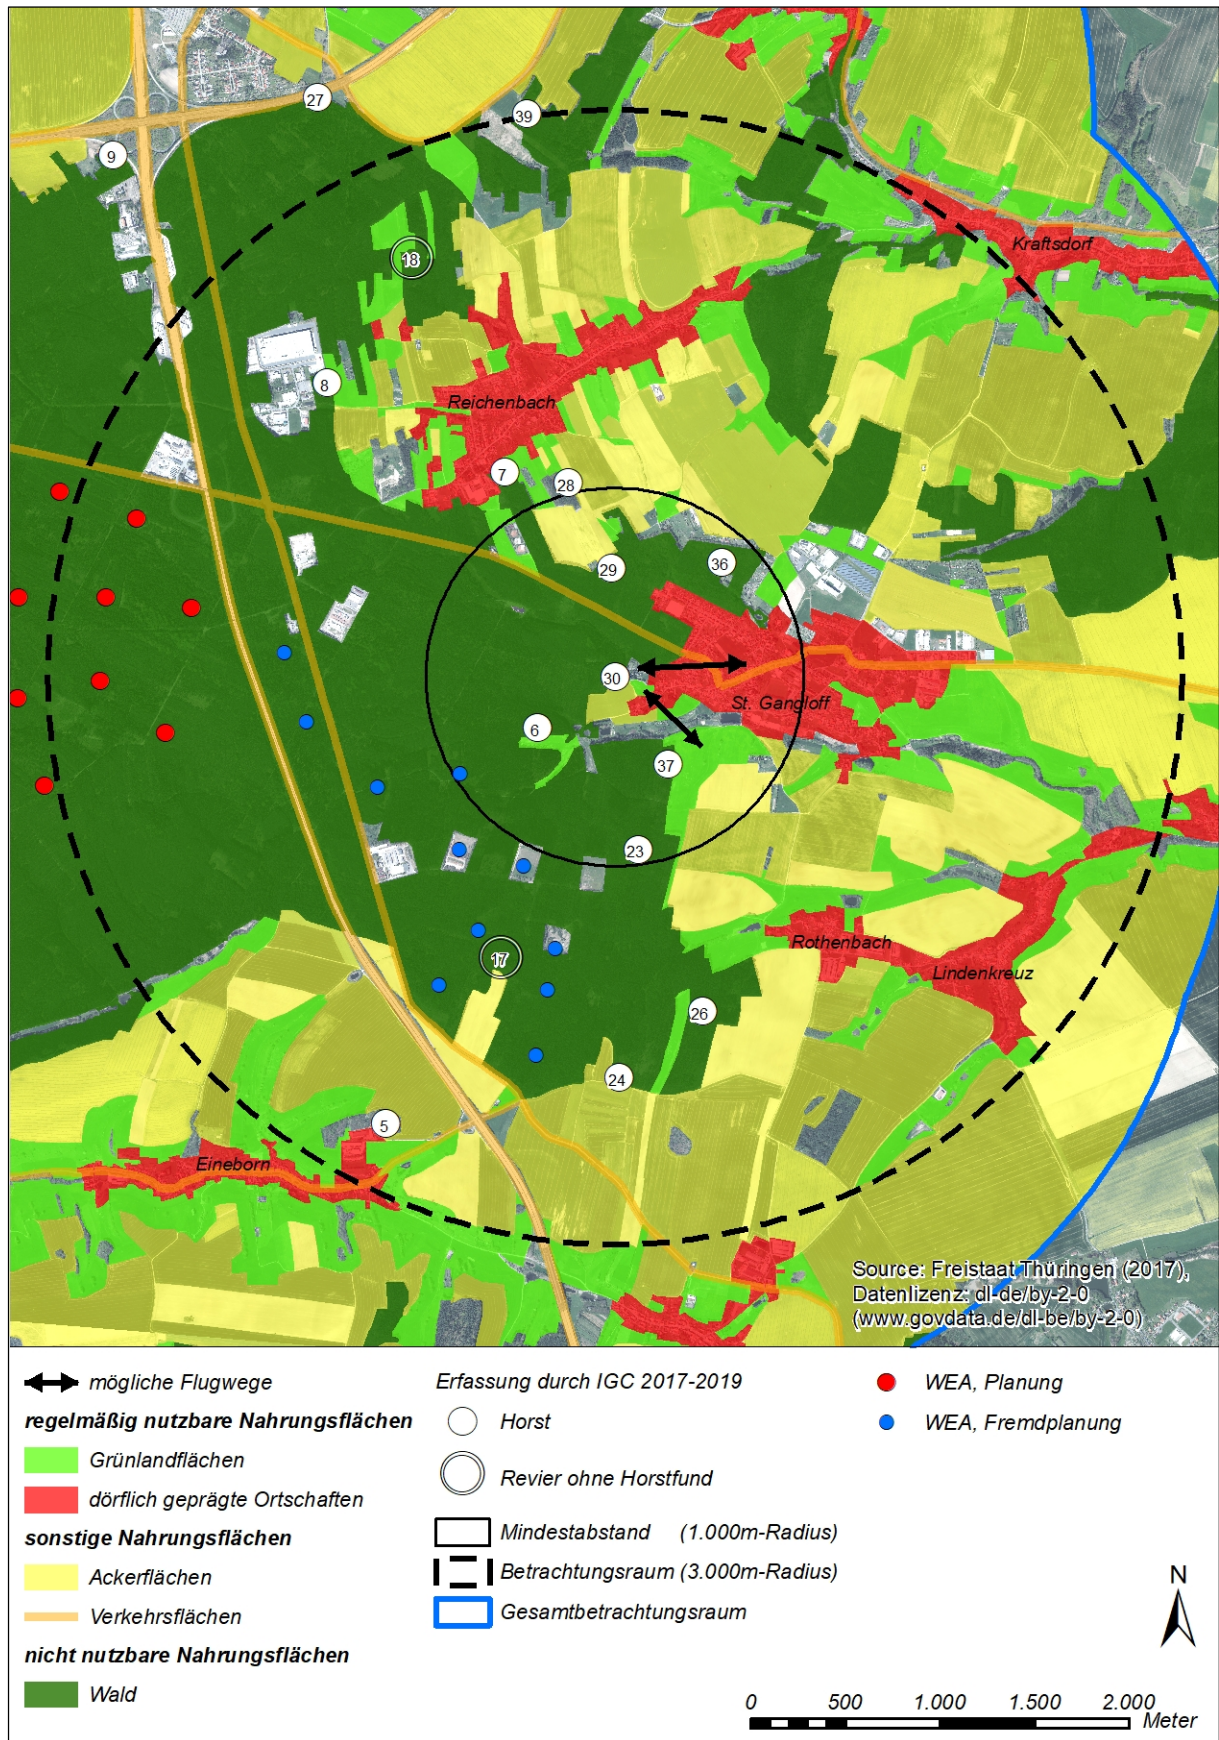 27
39
9
Kraftsdorf
18
8
Reichenbach
7
28
29
36
30
St. Gangloff
6
37
23
Rothenbach
17
Lindenkreuz
26
24
5
Eineborn
Source: Freistaat Thüringen (2017),
Datenlizenz: dl-de/by-2-0
(www.govdata.de/dl-be/by-2-0)
mögliche Flugwege
regelmäßig nutzbare Nahrungsflächen
Grünlandflächen
dörflich geprägte Ortschaften
sonstige Nahrungsflächen
Ackerflächen
Verkehrsflächen
nicht nutzbare Nahrungsflächen
Wald
Erfassung durch IGC 2017-2019
Horst
Revier ohne Horstfund
Mindestabstand (1.000m-Radius)
Betrachtungsraum (3.000m-Radius)
Gesamtbetrachtungsraum
WEA, Planung
WEA, Fremdplanung
N
0 500 1.000 1.500 2.000
Meter